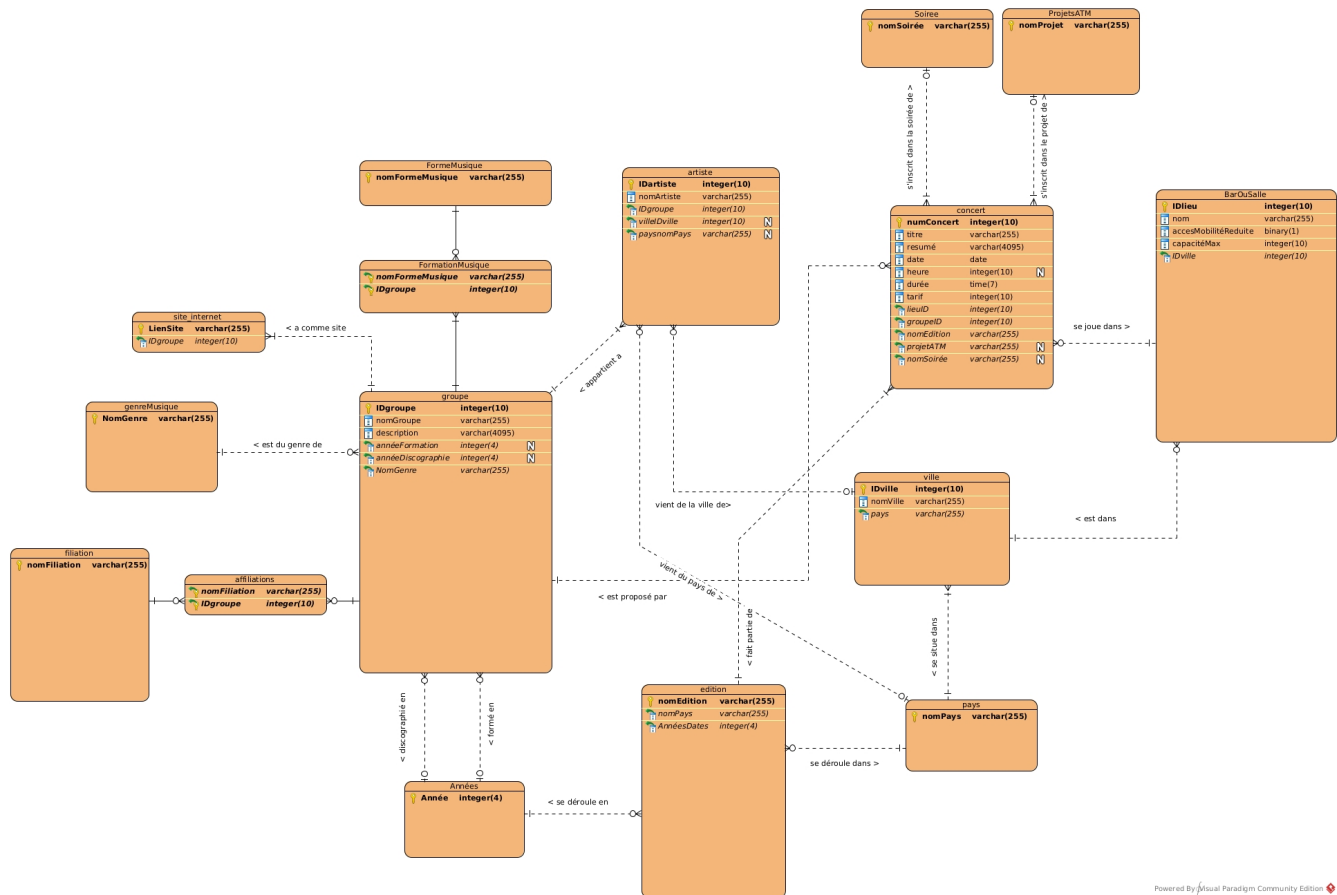 Soiree
nomSoirée varchar(255)
ProjetsATM
nomProjet varchar(255)
s'inscrit dans la soirée de >
s'inscrit dans le projet de >
FormeMusique
nomFormeMusique varchar(255)
artiste
IDartiste integer(10)
nomArtiste varchar(255)
IDgroupe integer(10)
villeIDville integer(10) N
paysnomPays varchar(255) N
concert
numConcert integer(10)
titre varchar(255)
resumé varchar(4095)
date date
heure integer(10) N
durée time(7)
tarif integer(10)
lieuID integer(10)
groupeID integer(10)
nomEdition varchar(255)
projetATM varchar(255) N
nomSoirée varchar(255) N
BarOuSalle
IDlieu integer(10)
nom varchar(255)
accesMobilitéReduite binary(1)
capacitéMax integer(10)
IDville integer(10)
FormationMusique
nomFormeMusique varchar(255)
IDgroupe integer(10)
site_internet
LienSite varchar(255)
IDgroupe integer(10)
< a comme site
< appartient a
se joue dans >
genreMusique
NomGenre varchar(255)
< est du genre de
groupe
IDgroupe integer(10)
nomGroupe varchar(255)
description varchar(4095)
annéeFormation integer(4) N
annéeDiscographie integer(4) N
NomGenre varchar(255)
ville
IDville integer(10)
nomVille varchar(255)
pays varchar(255)
vient de la ville de>
< est dans
filiation
nomFiliation varchar(255)
affiliations
nomFiliation varchar(255)
IDgroupe integer(10)
vient du pays de >
< est proposé par
< fait partie de
< se situe dans
< discographié en
< formé en
edition
nomEdition varchar(255)
nomPays varchar(255)
AnnéesDates integer(4)
pays
nomPays varchar(255)
se déroule dans >
Années
Année integer(4)
< se déroule en
Powered By Visual Paradigm Community Edition